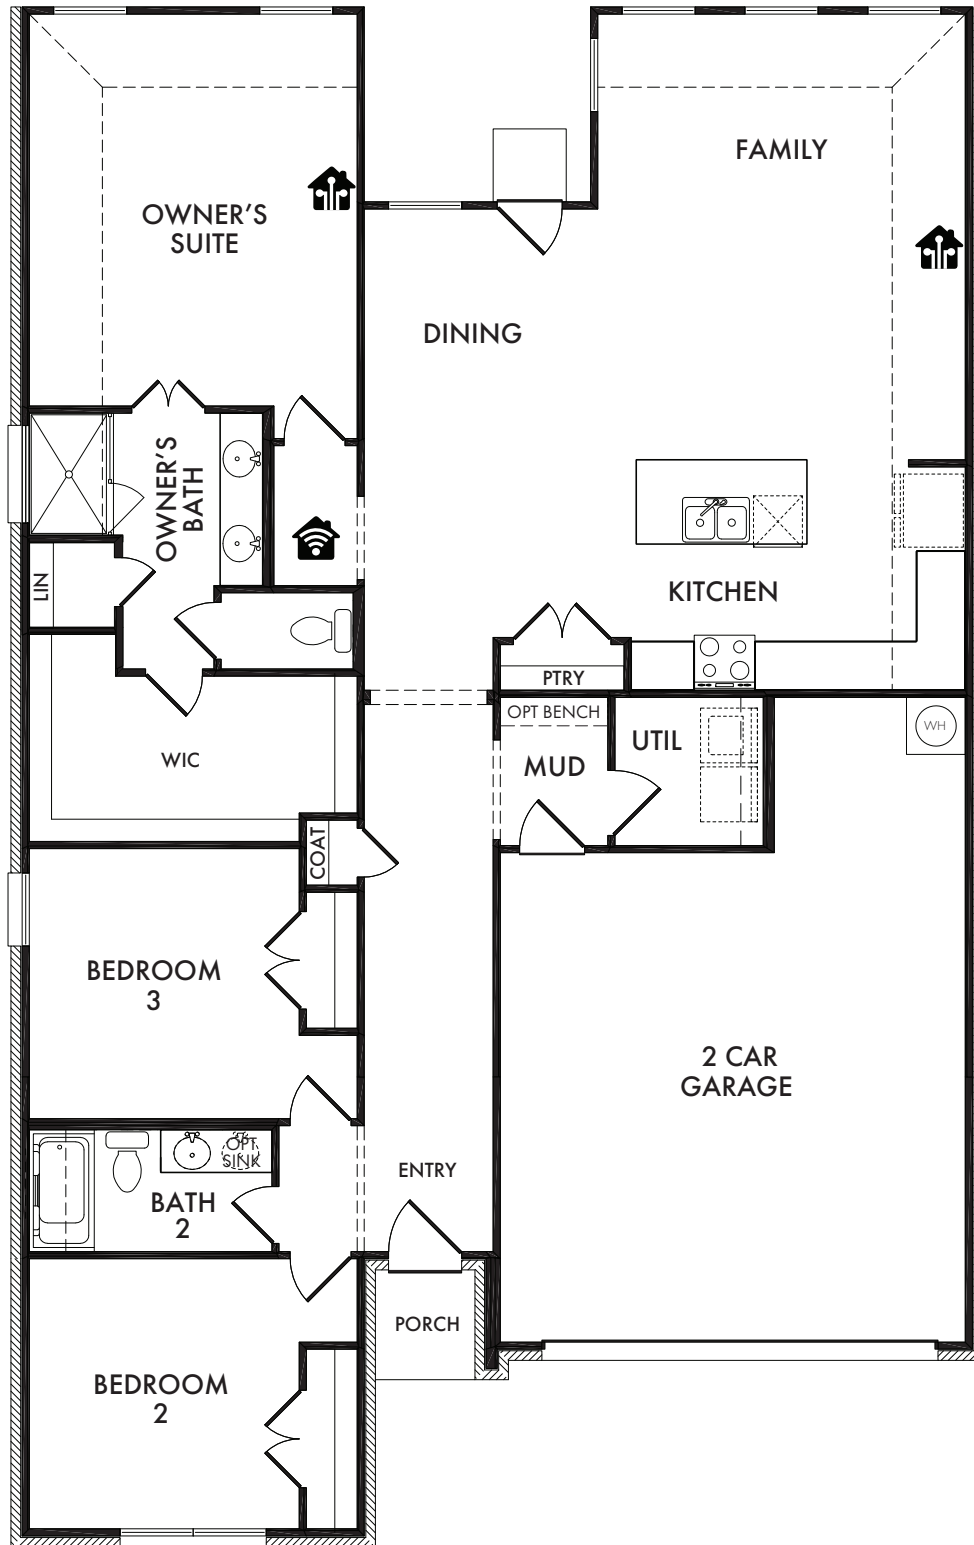 FAMILY
OWNER'S
SUITE
DINING
OWNER'S
BATH
LIN
KITCHEN
PTRY
OPT BENCH
WH
UTIL
MUD
WIC
COAT
BEDROOM
3
2 CAR
GARAGE
OPT
SINK
ENTRY
BATH
2
PORCH
BEDROOM
2